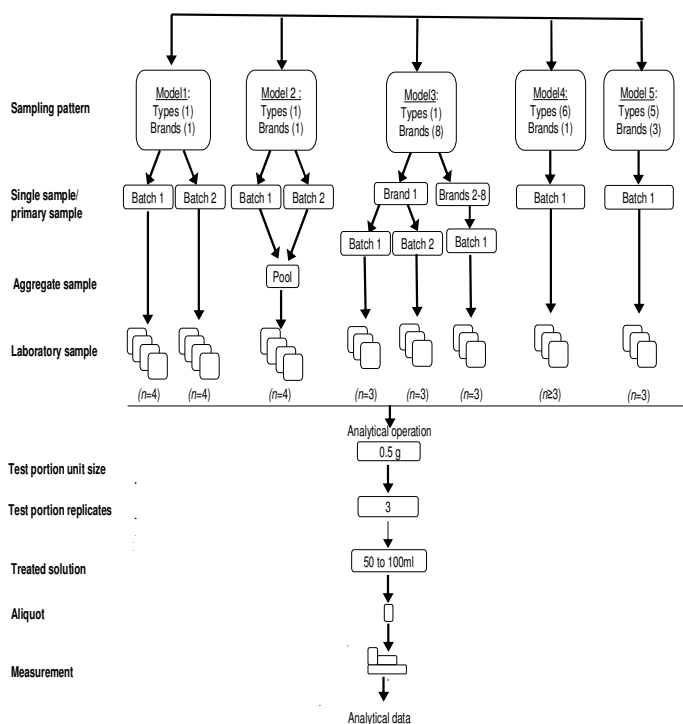 Sampling pattern
Model1:
Types (1)
Brands (1)
Model 2 :
Types (1)
Brands (1)
Model3:
Types (1)
Brands (8)
Model4:
Types (6)
Brands (1)
Model 5:
Types (5)
Brands (3)
Single sample/
primary sample
Batch 1
Batch 2
Batch 1
Batch 2
Brand 1
Brands 2-8
Batch 1
Batch 1
Batch 1
Batch 2
Batch 1
Aggregate sample
Pool
Laboratory sample
(n=4)
(n=4)
(n=4)
(n=3)
(n=3)
(n=3)
(n≥3)
(n=3)
Analytical operation
Test portion unit size
0.5 g
Test portion replicates
3
Treated solution
50 to 100ml
Aliquot
Measurement
Analytical data